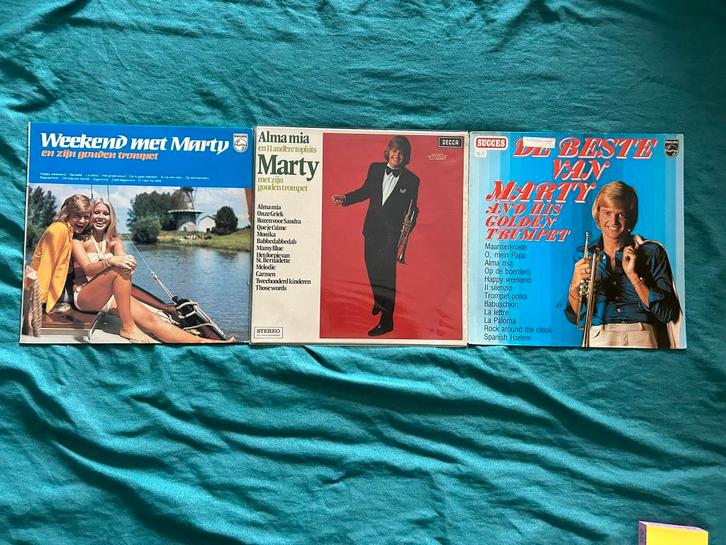 Weekend met Marty
en zijn gouden trompet
PHILIPS
Alma mia
en 11 andere tophits
Marty
met zijn
gouden trompet
Alma mia
Onze Griek
Rozen voor Sandra
Que je t'aime
Monika
Babbedabbedab
Mamy Blue
Het dorpje van
St. Bernadette
Melodie
Carmen
Tweehonderd kinderen
Those words
STEREO
DECCA
SUCCES
DE BESTE
VAN
MARTY
AND HIS
GOLDEN
TRUMPET
PHILIPS
Maanserenade
O, mein Papa
Alma mia
Op de boerderij
Happy weekend
Il silenzio
Trompet polka
Babuschkin
La lettre
La Paloma
Rock around the clock
Spanish Harlem